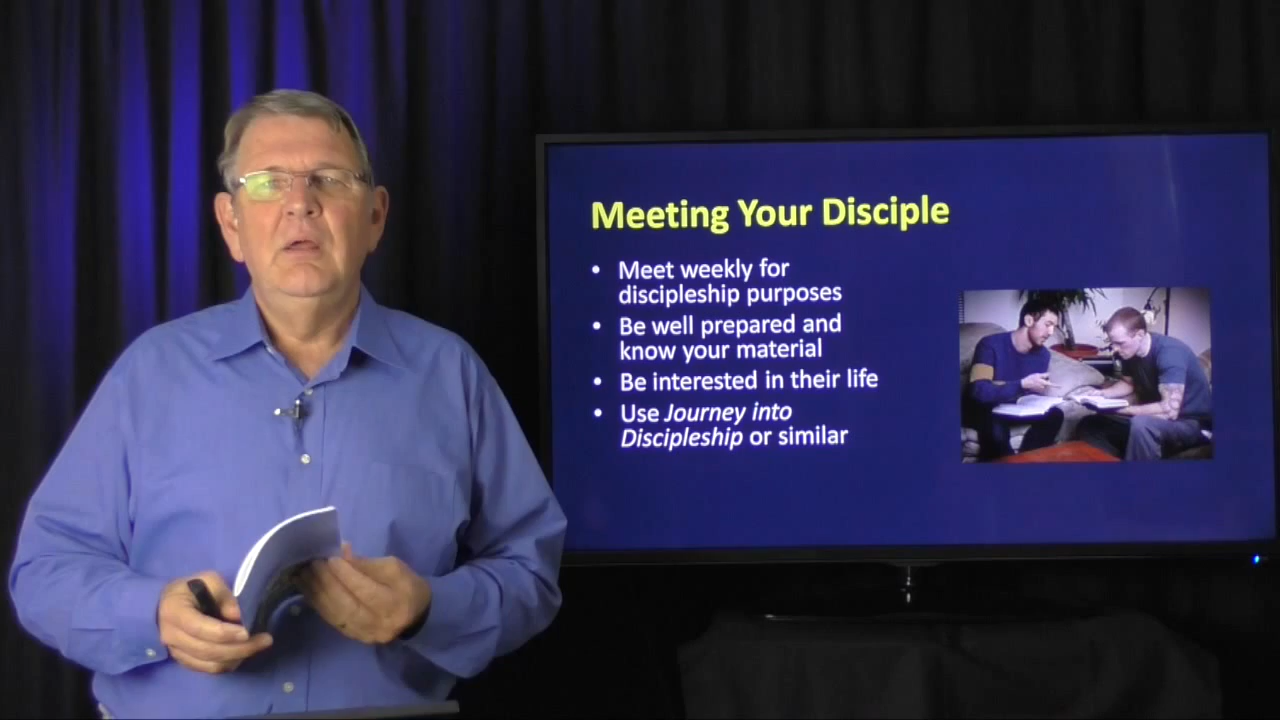 Meeting Your Disciple
• Meet weekly for
discipleship purposes
• Be well prepared and
know your material
• Be interested in their life
• Use Journey into
Discipleship or similar